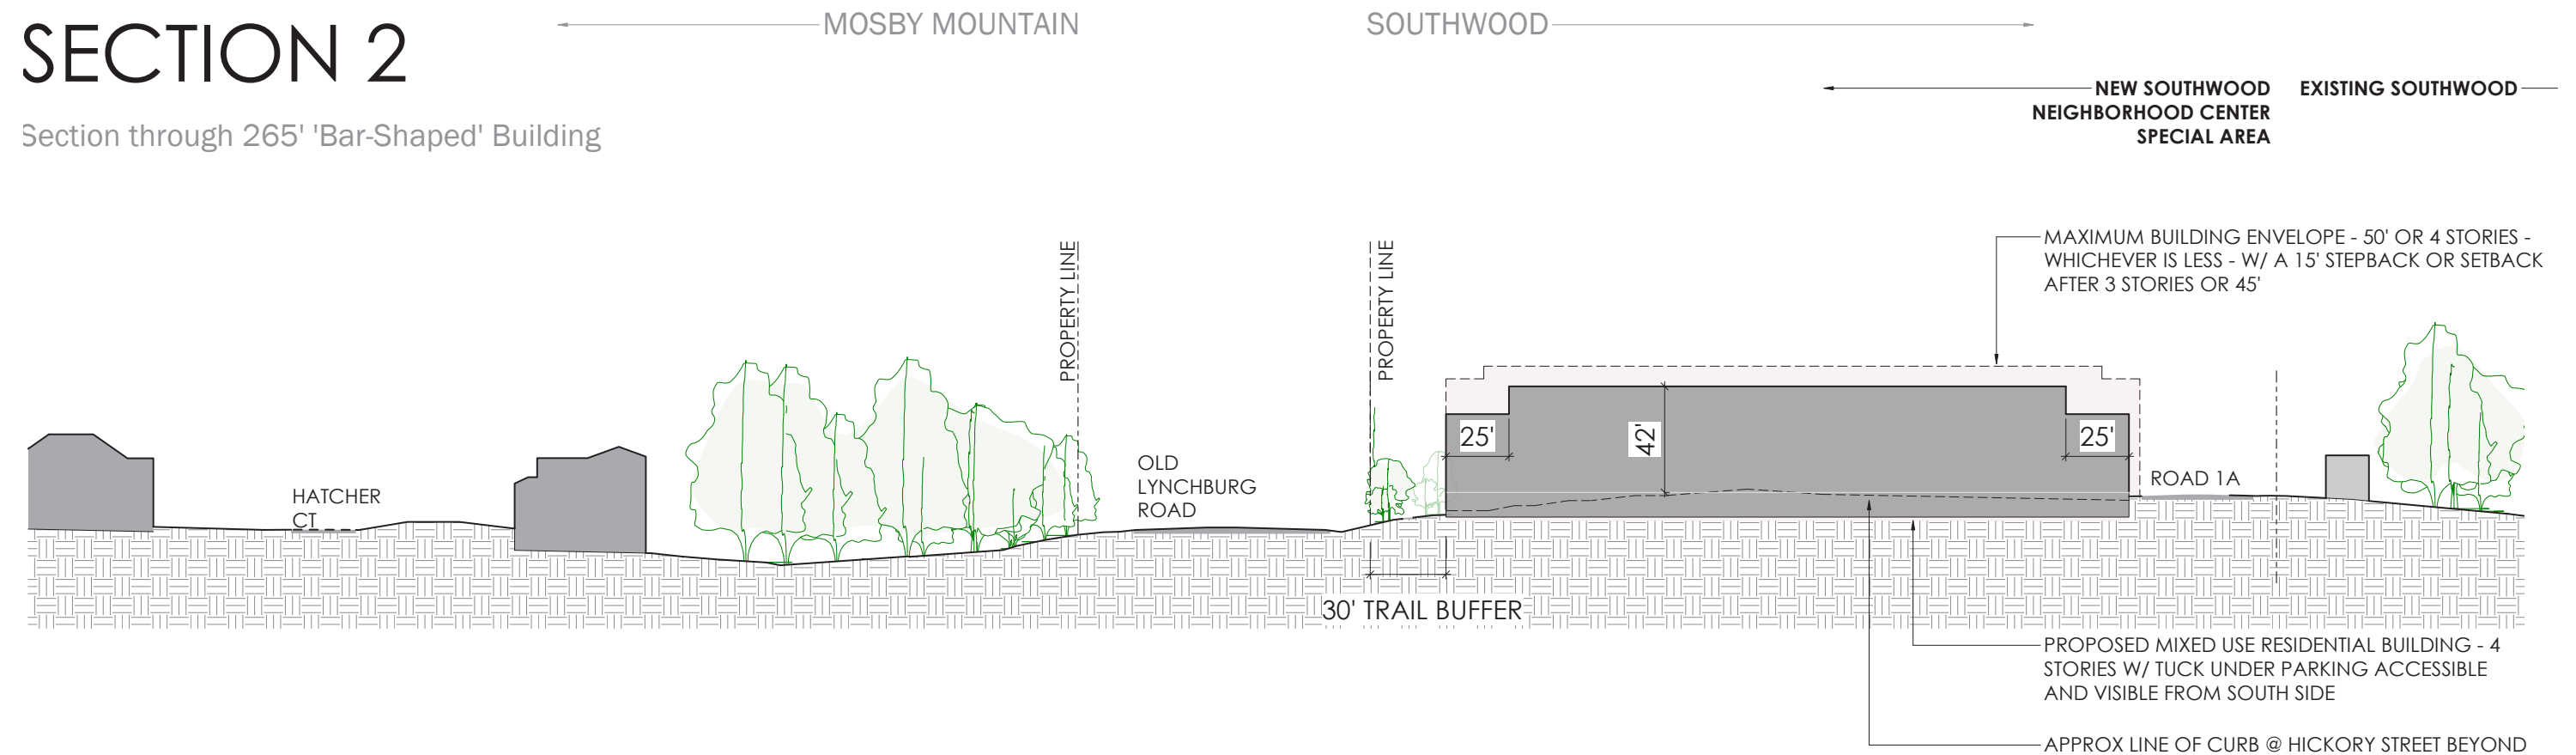 SECTION 2
Section through 265' 'Bar-Shaped' Building
MOSBY MOUNTAIN
SOUTHWOOD
NEW SOUTHWOOD
NEIGHBORHOOD CENTER
SPECIAL AREA
EXISTING SOUTHWOOD
MAXIMUM BUILDING ENVELOPE - 50' OR 4 STORIES -
WHICHEVER IS LESS - W/ A 15' STEPBACK OR SETBACK
AFTER 3 STORIES OR 45'
PROPERTY LINE
PROPERTY LINE
HATCHER
CT
OLD
LYNCHBURG
ROAD
25'
42'
25'
ROAD 1A
30' TRAIL BUFFER
PROPOSED MIXED USE RESIDENTIAL BUILDING - 4
STORIES W/ TUCK UNDER PARKING ACCESSIBLE
AND VISIBLE FROM SOUTH SIDE
APPROX LINE OF CURB @ HICKORY STREET BEYOND